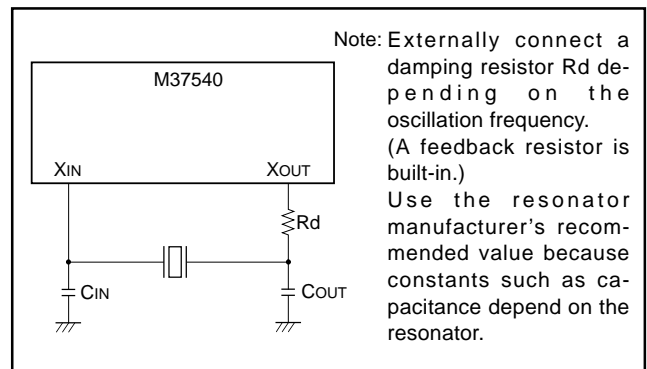 Note: Externally connect a
damping resistor Rd de-
pending on the
oscillation frequency.
(A feedback resistor is
built-in.)
Use the resonator
manufacturer's recom-
mended value because
constants such as ca-
pacitance depend on the
resonator.
M37540
XIN XOUT
Rd
CIN COUT